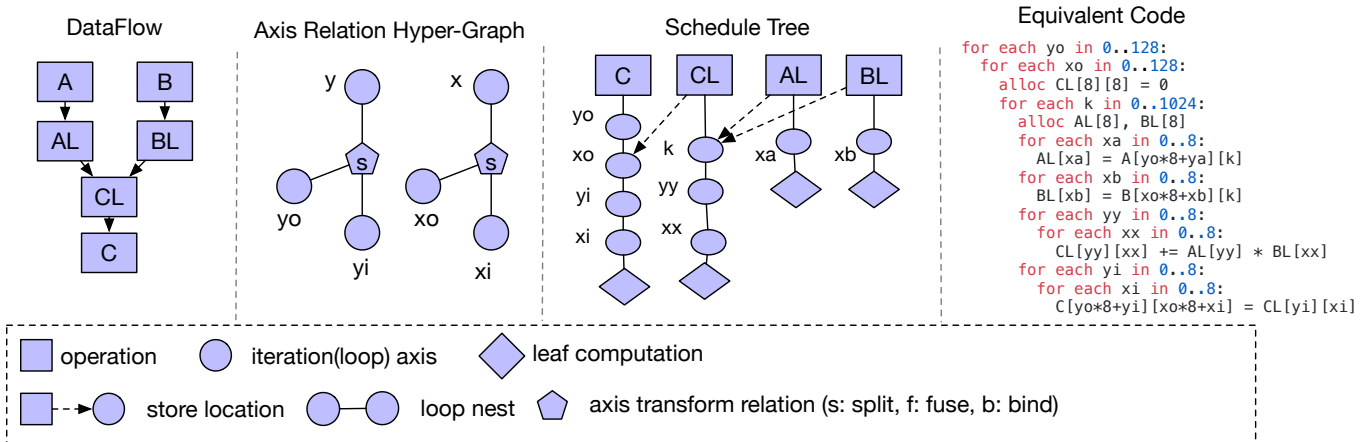 DataFlow
A
B
AL
BL
CL
C
Axis Relation Hyper-Graph
y
x
s
s
yo
xo
yi
xi
Schedule Tree
C
CL
AL
BL
yo
xo
k
xa
xb
yi
yy
xi
xx
Equivalent Code
for each yo in 0..128:
for each xo in 0..128:
alloc CL[8][8] = 0
for each k in 0..1024:
alloc AL[8], BL[8]
for each xa in 0..8:
AL[xa] = A[yo*8+ya][k]
for each xb in 0..8:
BL[xb] = B[xo*8+xb][k]
for each yy in 0..8:
for each xx in 0..8:
CL[yy][xx] += AL[yy] * BL[xx]
for each yi in 0..8:
for each xi in 0..8:
C[yo*8+yi][xo*8+xi] = CL[yi][xi]
operation
iteration(loop) axis
leaf computation
store location
loop nest
axis transform relation (s: split, f: fuse, b: bind)